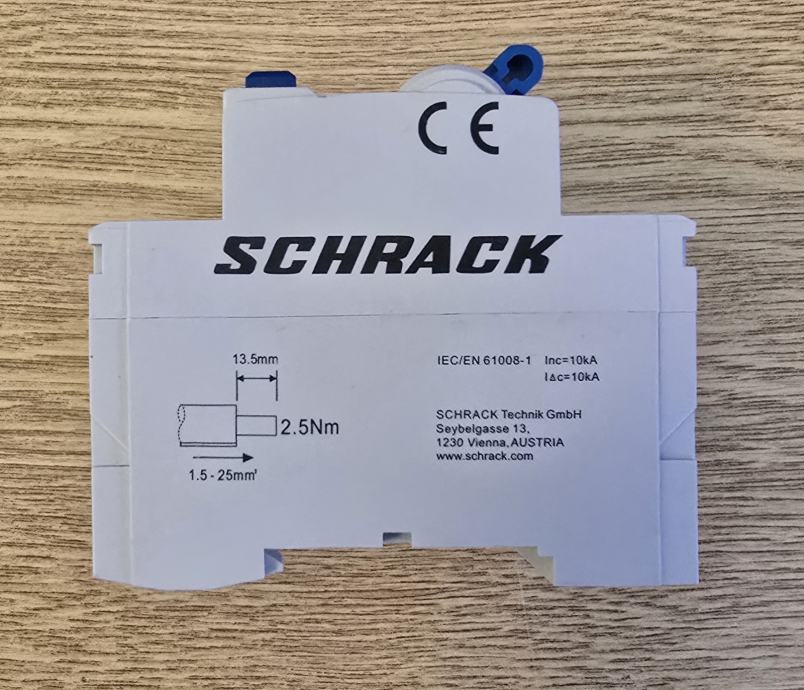 CE
SCHRACK
13.5mm
2.5Nm
1.5 - 25mm²
IEC/EN 61008-1 Inc=10kA
I∆c=10kA
SCHRACK Technik GmbH
Seybelgasse 13,
1230 Vienna, AUSTRIA
www.schrack.com